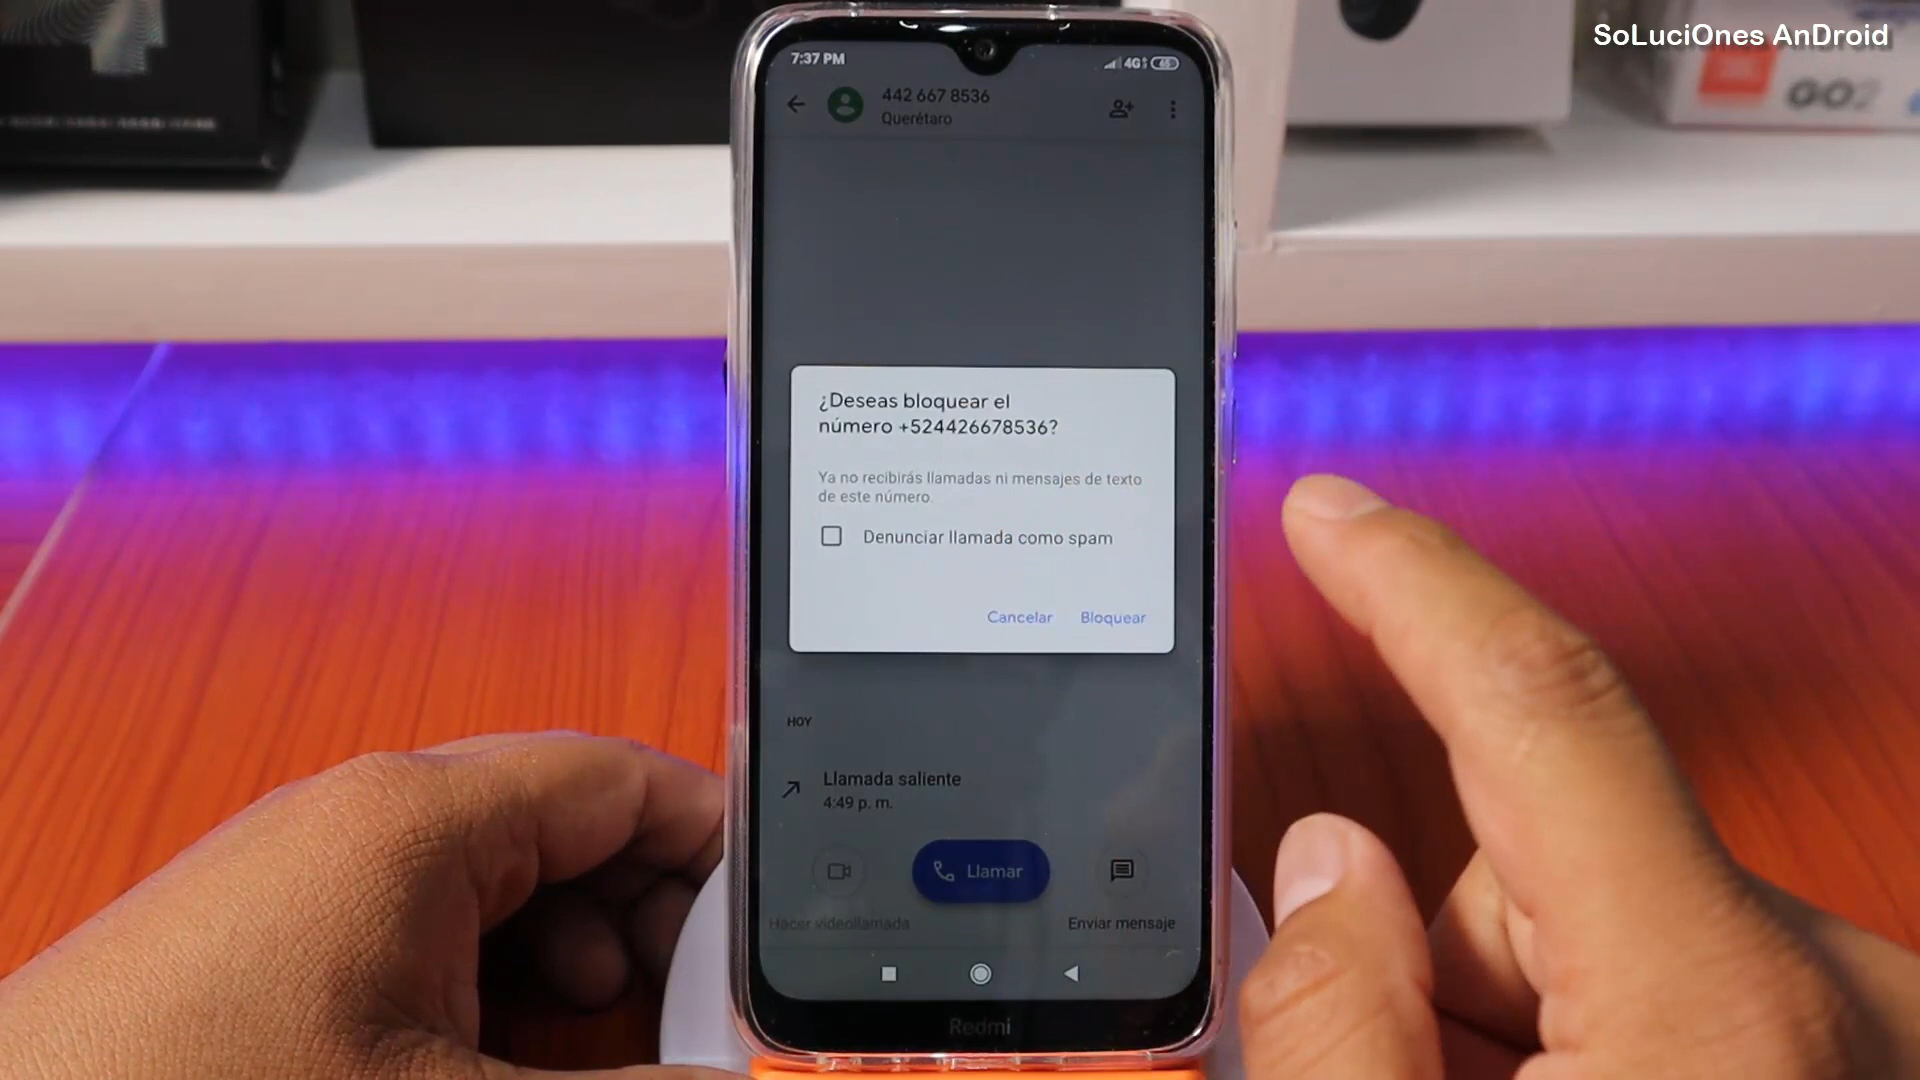 SoLuciOnes AnDroid
GO2
7:37 PM
4G
65
442 667 8536
Querétaro
¿Deseas bloquear el
número +524426678536?
Ya no recibirás llamadas ni mensajes de texto
de este número.
Denunciar llamada como spam
Cancelar Bloquear
HOY
Llamada saliente
4:49 p. m.
Llamar
Hacer videollamada
Enviar mensaje
Redmi